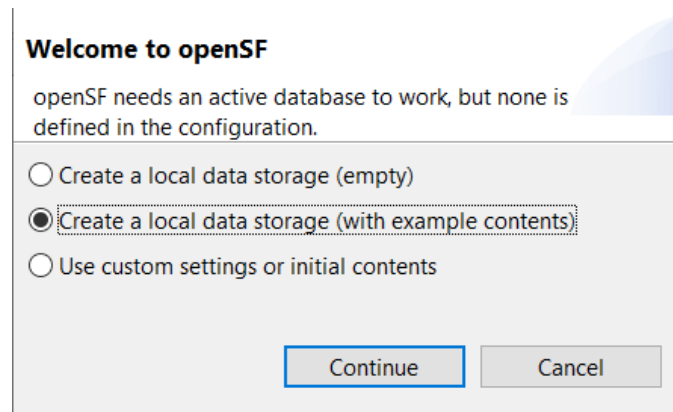 Welcome to openSF
openSF needs an active database to work, but none is
defined in the configuration.
Create a local data storage (empty)
Create a local data storage (with example contents)
Use custom settings or initial contents
Continue Cancel